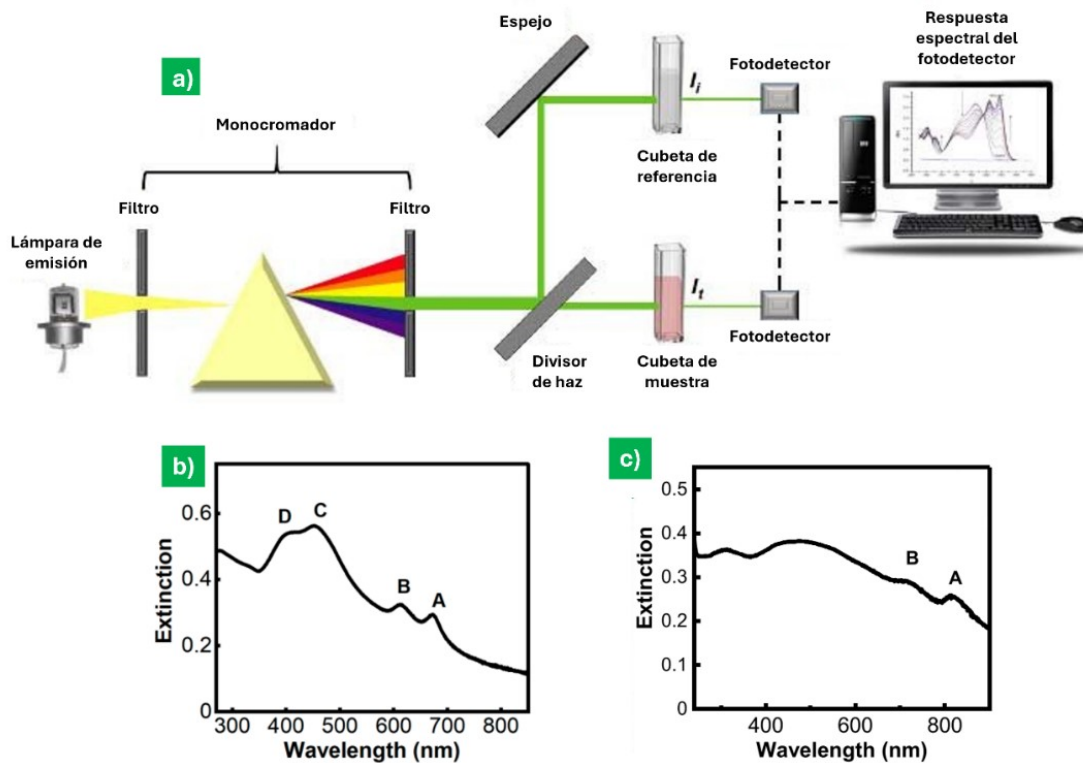 a)
Espejo
Respuesta
espectral del
fotodetector
Fotodetector
I_i
Monocromador
Cubeta de
referencia
Filtro
Filtro
Lámpara de
emisión
I_t
Fotodetector
Divisor
de haz
Cubeta de
muestra
b)
Extinction
0.6
0.4
0.2
0
D
C
B
A
300
400
500
600
700
800
Wavelength (nm)
c)
Extinction
0.5
0.4
0.3
0.2
0.1
0
B
A
400
600
800
Wavelength (nm)